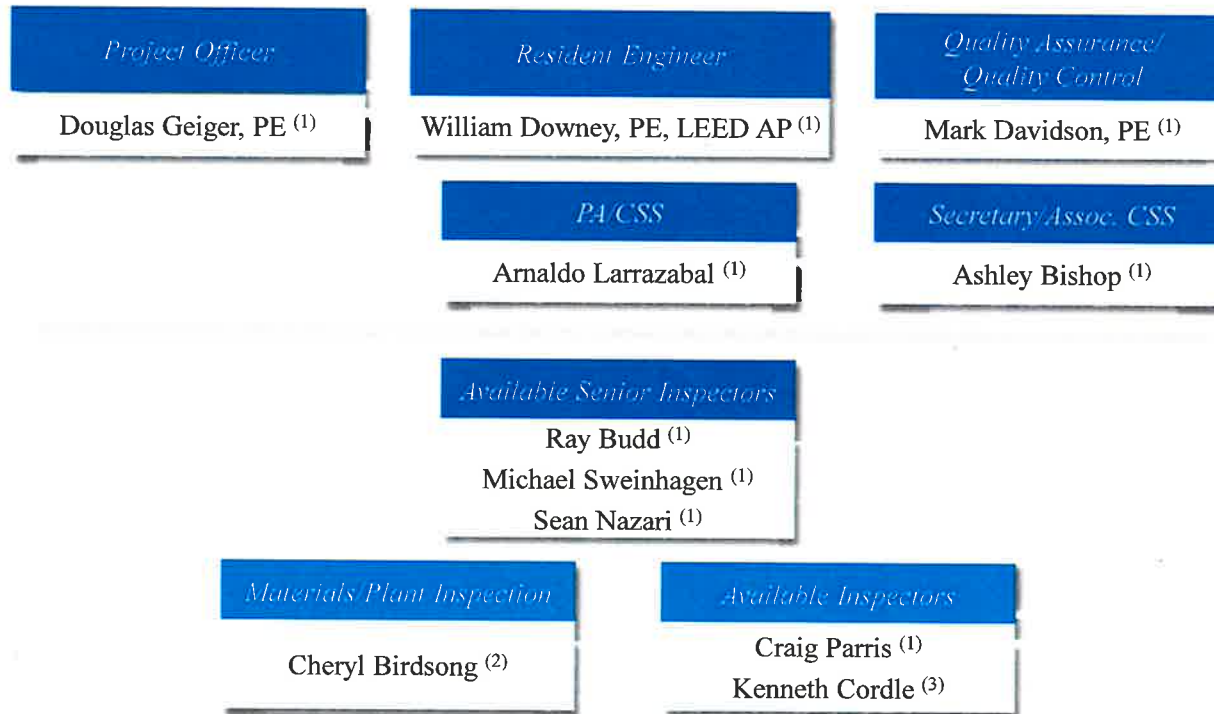 Project Officer
Douglas Geiger, PE (1)
Resident Engineer
William Downey, PE, LEED AP (1)
Quality Assurance/
Quality Control
Mark Davidson, PE (1)
PA/CSS
Arnaldo Larrazabal (1)
Secretary/Assoc. CSS
Ashley Bishop (1)
Available Senior Inspectors
Ray Budd (1)
Michael Sweinhagen (1)
Sean Nazari (1)
Materials/Plant Inspection
Cheryl Birdsong (2)
Available Inspectors
Craig Parris (1)
Kenneth Cordle (3)